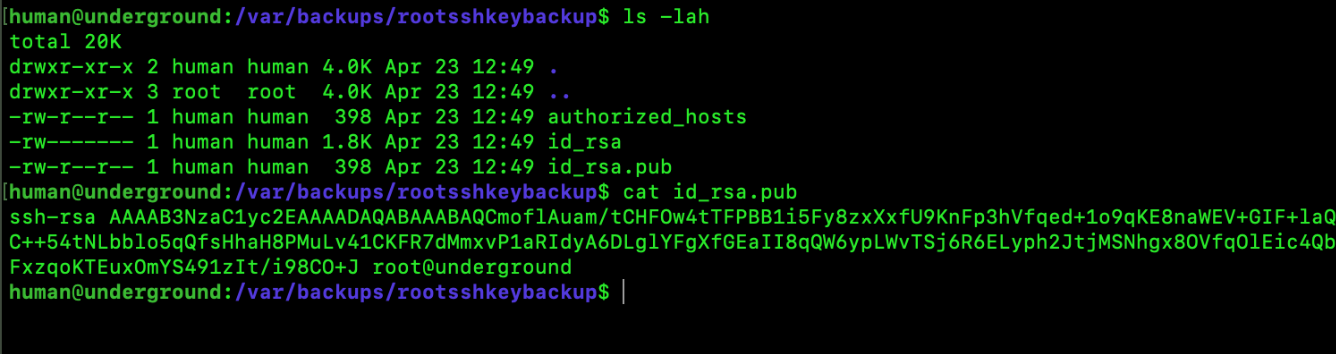 [human@underground:/var/backups/rootsshkeybackup$ ls -lah
total 20K
drwxr-xr-x 2 human human 4.0K Apr 23 12:49 .
drwxr-xr-x 3 root  root  4.0K Apr 23 12:49 ..
-rw-r--r-- 1 human human  398 Apr 23 12:49 authorized_hosts
-rw------- 1 human human 1.8K Apr 23 12:49 id_rsa
-rw-r--r-- 1 human human  398 Apr 23 12:49 id_rsa.pub
[human@underground:/var/backups/rootsshkeybackup$ cat id_rsa.pub
ssh-rsa AAAAB3NzaC1yc2EAAAADAQABAAABAQCmoflAuam/tCHFOw4tTFPBB1i5Fy8zxXxfU9KnFp3hVfqed+1o9qKE8naWEV+GIF+laQ
C++54tNLbblo5qQfsHhaH8PMuLv41CKFR7dMmxvP1aRIdyA6DLglYFgXfGEaII8qQW6ypLWvTSj6R6ELyph2JtjMSNhgx8OVfqOlEic4Qb
FxzqoKTEuxOmYS491zIt/i98CO+J root@underground
human@underground:/var/backups/rootsshkeybackup$